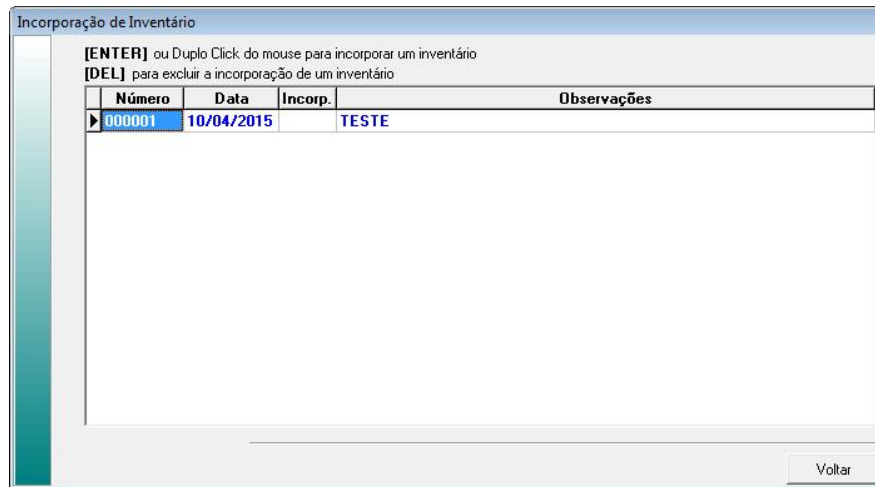 Incorporação de Inventário
[ENTER] ou Duplo Click do mouse para incorporar um inventário
[DEL] para excluir a incorporação de um inventário
Número Data Incorp. Observações
000001 10/04/2015 TESTE
Voltar